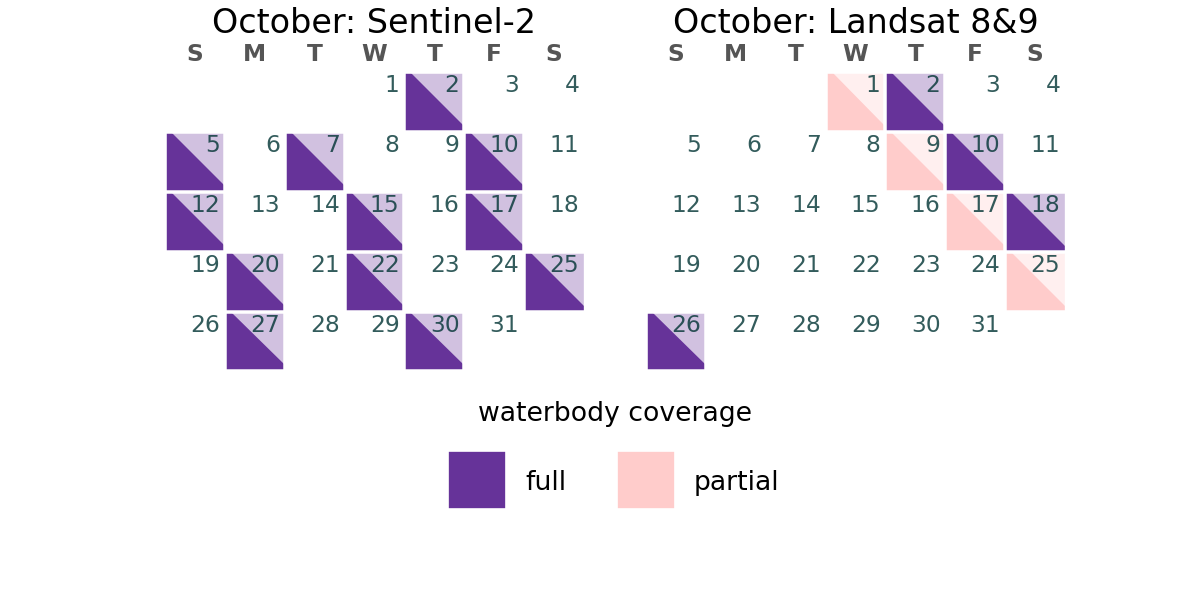 October: Sentinel-2
S M T W T F S
1 2 3 4
5 6 7 8 9 10 11
12 13 14 15 16 17 18
19 20 21 22 23 24 25
26 27 28 29 30 31
October: Landsat 8&9
S M T W T F S
1 2 3 4
5 6 7 8 9 10 11
12 13 14 15 16 17 18
19 20 21 22 23 24 25
26 27 28 29 30 31
waterbody coverage
full partial